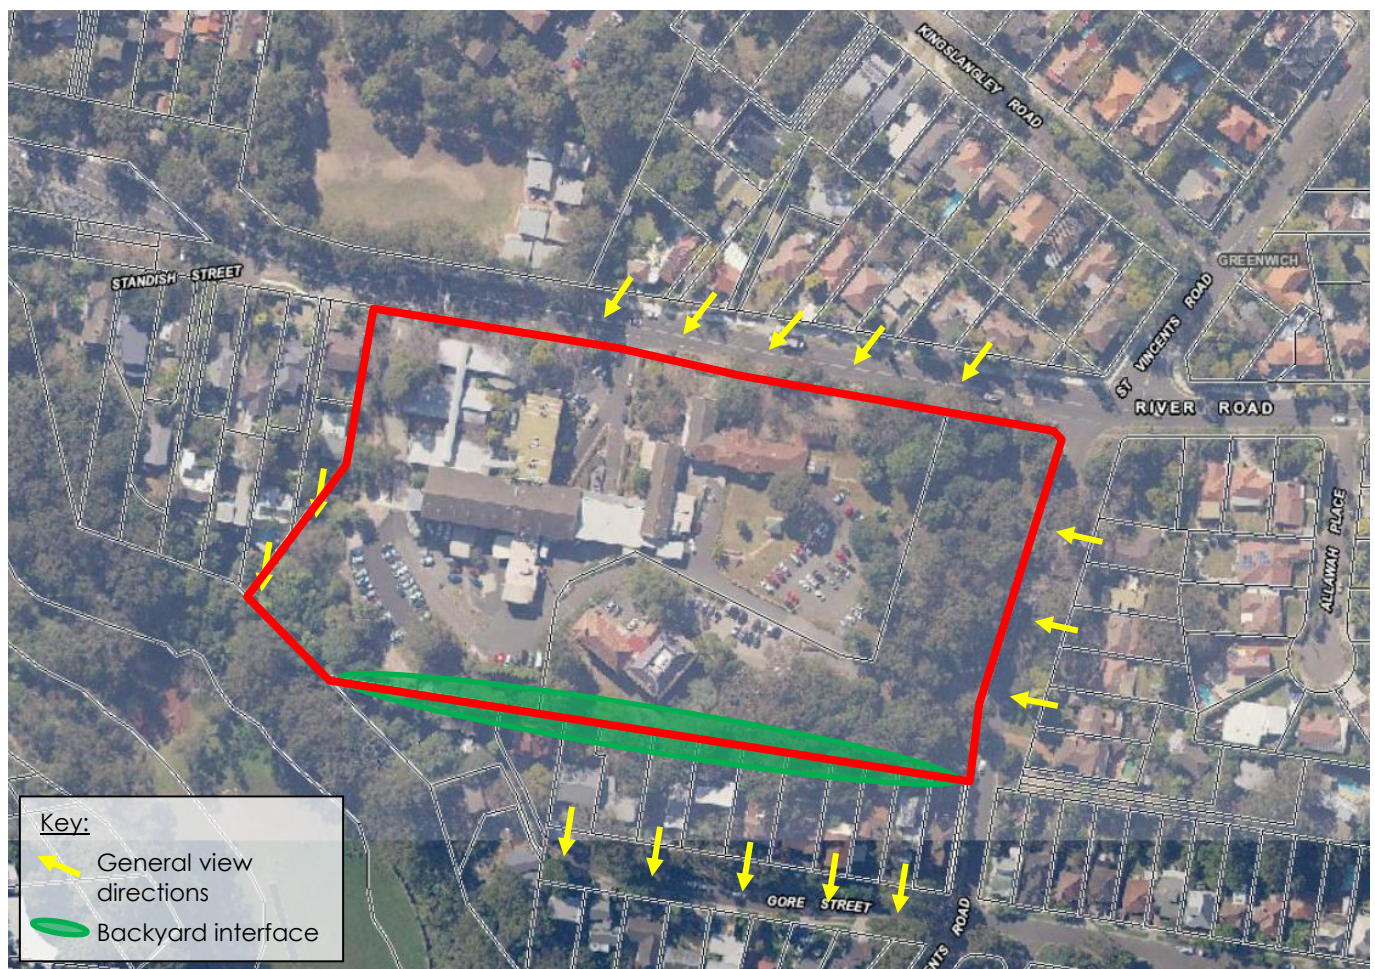 KINGSLANGLEY ROAD
GREENWICH
STANDISH STREET
ST VINCENTS ROAD
RIVER ROAD
ALLAWAH PLACE
Key:
General view
directions
Backyard interface
GORE STREET
ENTS ROAD